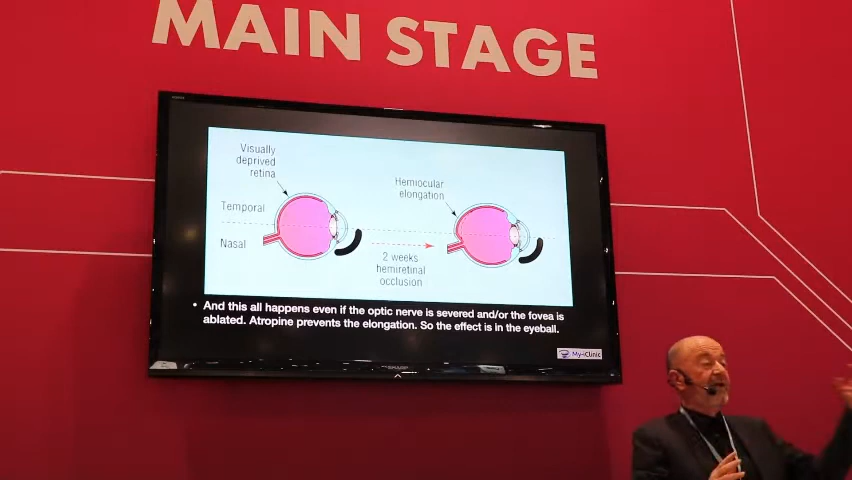 MAIN STAGE
Visually
deprived
retina
Temporal
Nasal
Hemiocular
elongation
2 weeks
hemiretinal
occlusion
• And this all happens even if the optic nerve is severed and/or the fovea is
ablated. Atropine prevents the elongation. So the effect is in the eyeball.
My-iClinic
SHARP